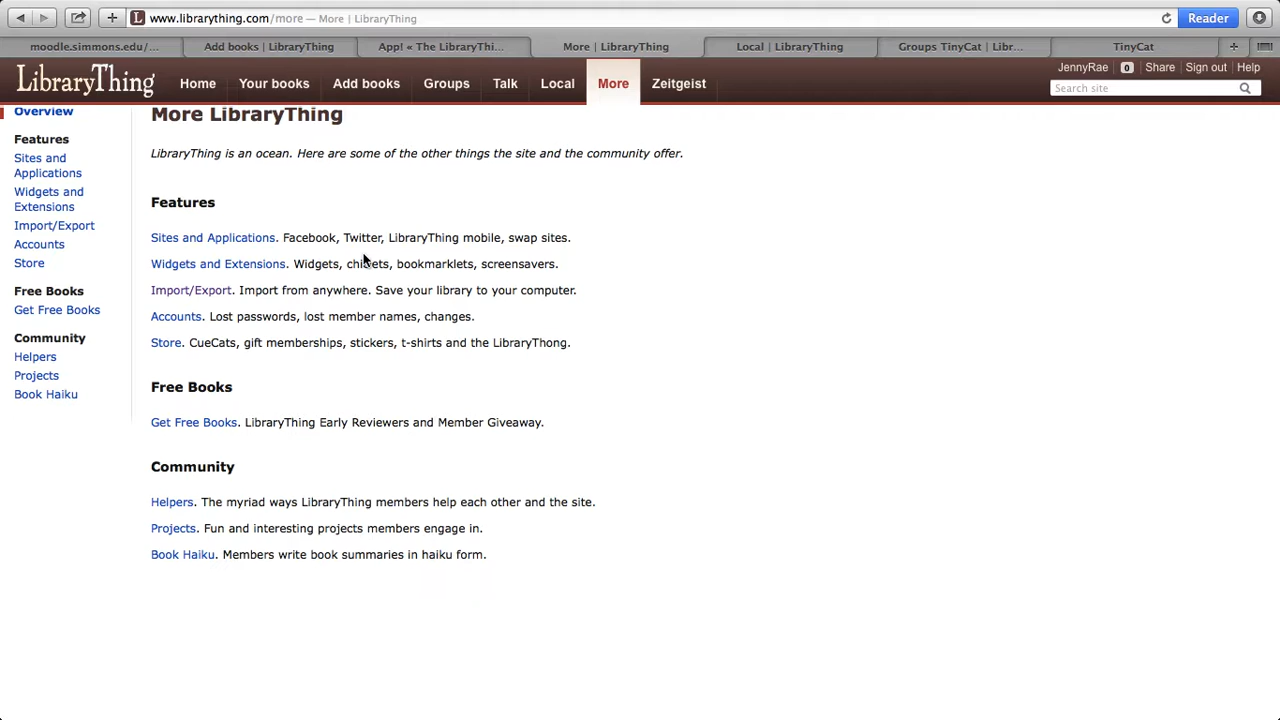 www.librarything.com/more — More | LibraryThing
Reader
moodle.simmons.edu/...
Add books | LibraryThing
App! « The LibraryThi...
More | LibraryThing
Local | LibraryThing
Groups TinyCat | Libr...
TinyCat
LibraryThing
Home
Your books
Add books
Groups
Talk
Local
More
Zeitgeist
JennyRae
0
Share
Sign out
Help
Search site
Overview
Features
Sites and
Applications
Widgets and
Extensions
Import/Export
Accounts
Store
Free Books
Get Free Books
Community
Helpers
Projects
Book Haiku
More LibraryThing
LibraryThing is an ocean. Here are some of the other things the site and the community offer.
Features
Sites and Applications. Facebook, Twitter, LibraryThing mobile, swap sites.
Widgets and Extensions. Widgets, chiclets, bookmarklets, screensavers.
Import/Export. Import from anywhere. Save your library to your computer.
Accounts. Lost passwords, lost member names, changes.
Store. CueCats, gift memberships, stickers, t-shirts and the LibraryThong.
Free Books
Get Free Books. LibraryThing Early Reviewers and Member Giveaway.
Community
Helpers. The myriad ways LibraryThing members help each other and the site.
Projects. Fun and interesting projects members engage in.
Book Haiku. Members write book summaries in haiku form.